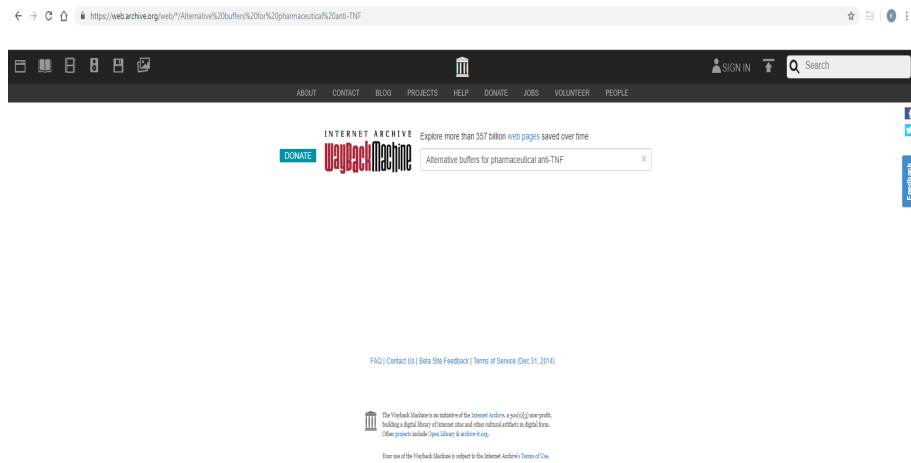 https://web.archive.org/web/*/Alternative%20buffers%20for%20pharmaceutical%20anti-TNF
SIGN IN
Search
ABOUT CONTACT BLOG PROJECTS HELP DONATE JOBS VOLUNTEER PEOPLE
INTERNET ARCHIVE
Explore more than 357 billion web pages saved over time
DONATE
WayBackMachine
Alternative buffers for pharmaceutical anti-TNF X
Feedback
FAQ | Contact Us | Beta Site Feedback | Terms of Service (Dec 31, 2014)
The Wayback Machine is an initiative of the Internet Archive, a 501(c)(3) non-profit,
building a digital library of Internet sites and other cultural artifacts in digital form.
Other projects include Open Library & archive-it.org.
Your use of the Wayback Machine is subject to the Internet Archive's Terms of Use.